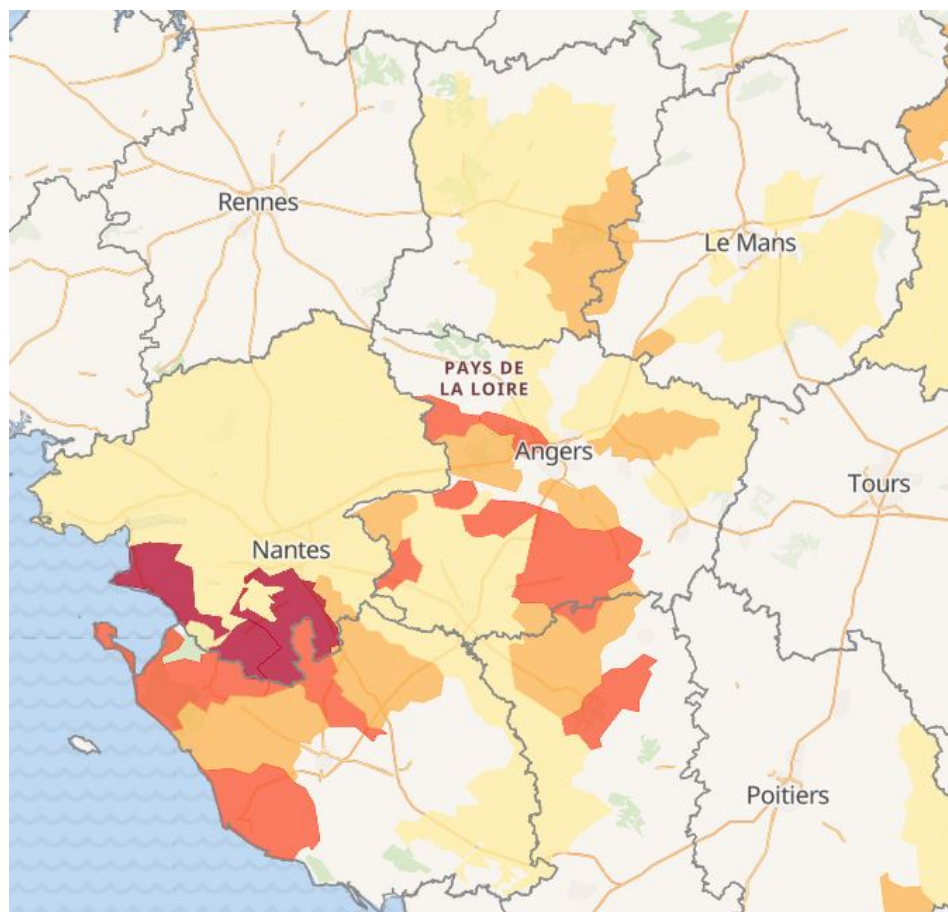 Rennes
Le Mans
PAYS DE
LA LOIRE
Angers
Tours
Nantes
Poitiers